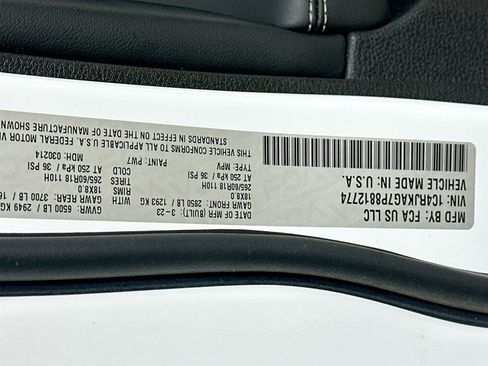 MFD BY: FCA US LLC
VIN: 1C4RJKAG7P8812774
VEHICLE MADE IN: U.S.A.
DATE OF MFR (BUILT): 3-23 GVWR: 6500 LB / 2949 KG
GAWR FRONT: 2850 LB / 1293 KG WITH GAWR: REAR: 3700 LB / 16
18X8.0 TIRES 18X8.0
265/60R18 110H 265/60R18 110H
AT 250 kPa / 36 PSI COLD AT 250 kPa / 36 PSI
TYPE: MPV PAINT: PW7 MDH: 030214
THIS VEHICLE CONFORMS TO ALL APPLICABLE U.S.A. FEDERAL MOTOR V
STANDARDS IN EFFECT ON THE DATE OF MANUFACTURE SHOWN